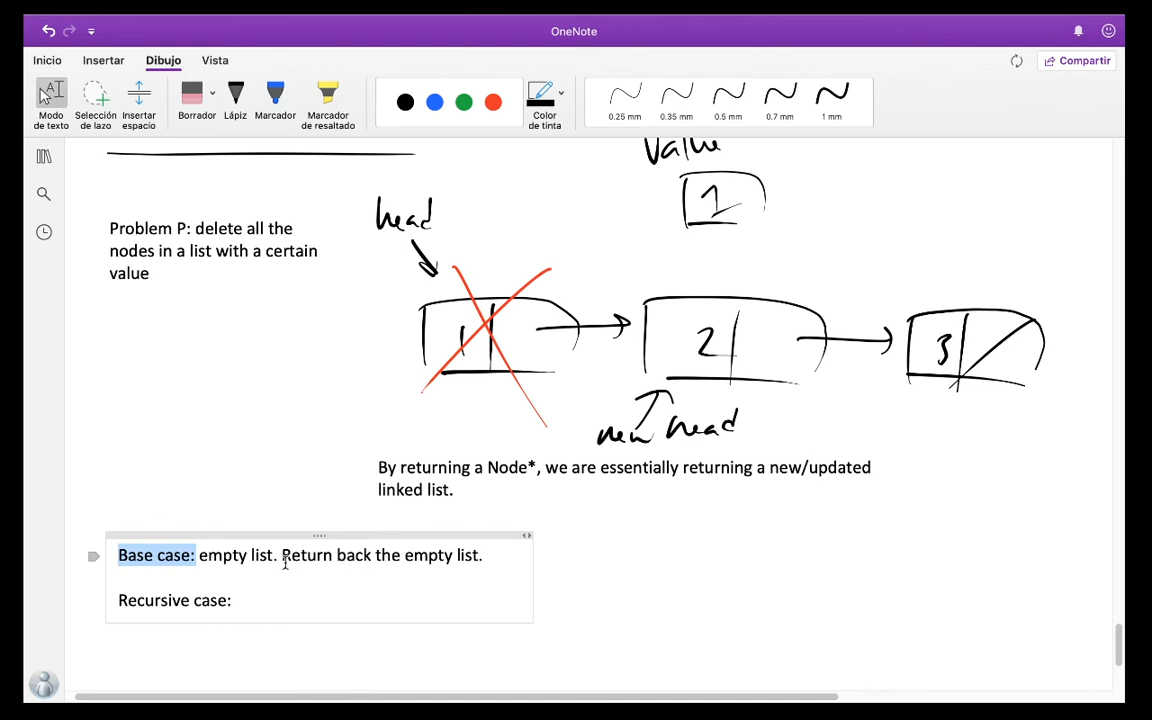 OneNote
Inicio Insertar Dibujo Vista
Compartir
Modo de texto
Selección de lazo
Insertar espacio
Borrador
Lápiz
Marcador
Marcador de resaltado
Color de tinta
0.25 mm 0.35 mm 0.5 mm 0.7 mm 1 mm
Value
1
head
Problem P: delete all the
nodes in a list with a certain
value
1 2 3
new head
By returning a Node*, we are essentially returning a new/updated
linked list.
Base case: empty list. Return back the empty list.
Recursive case: